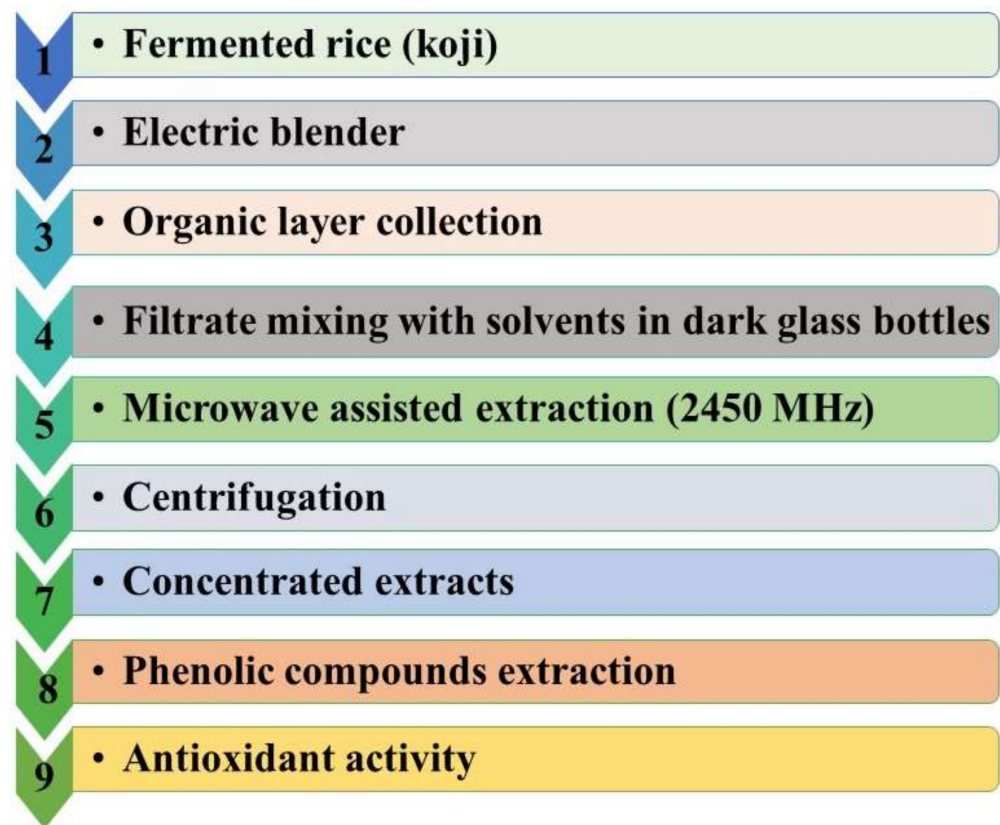 1 • Fermented rice (koji)
2 • Electric blender
3 • Organic layer collection
4 • Filtrate mixing with solvents in dark glass bottles
5 • Microwave assisted extraction (2450 MHz)
6 • Centrifugation
7 • Concentrated extracts
8 • Phenolic compounds extraction
9 • Antioxidant activity